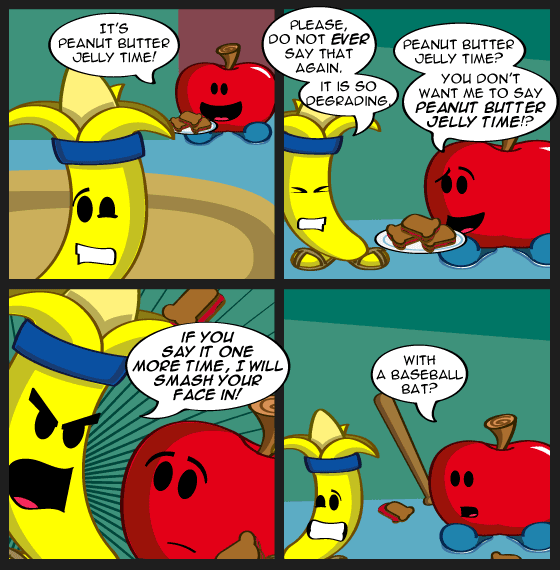 IT'S
PEANUT BUTTER
JELLY TIME!
PLEASE,
DO NOT EVER
SAY THAT
AGAIN.
IT IS SO
DEGRADING.
PEANUT BUTTER
JELLY TIME?
YOU DON'T
WANT ME TO SAY
PEANUT BUTTER
JELLY TIME!?
IF YOU
SAY IT ONE
MORE TIME, I WILL
SMASH YOUR
FACE IN!
WITH
A BASEBALL
BAT?